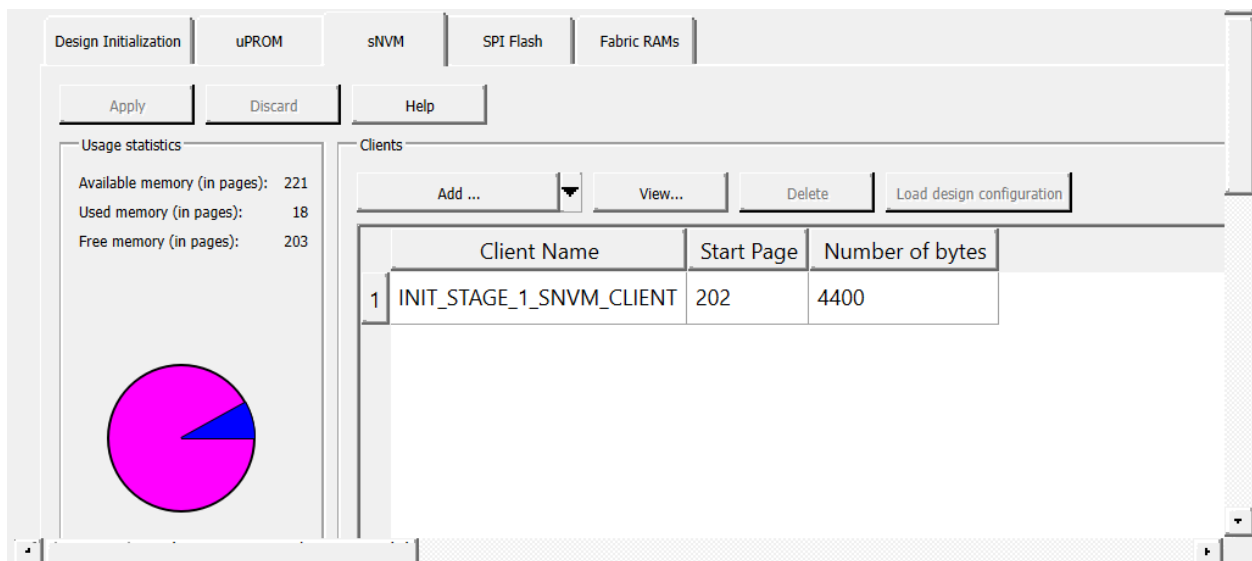 Design Initialization uPROM sNVM SPI Flash Fabric RAMs
Apply Discard Help
Usage statistics
Available memory (in pages): 221
Used memory (in pages): 18
Free memory (in pages): 203
Clients
Add ... View... Delete Load design configuration
Client Name Start Page Number of bytes
1 INIT_STAGE_1_SNVM_CLIENT 202 4400